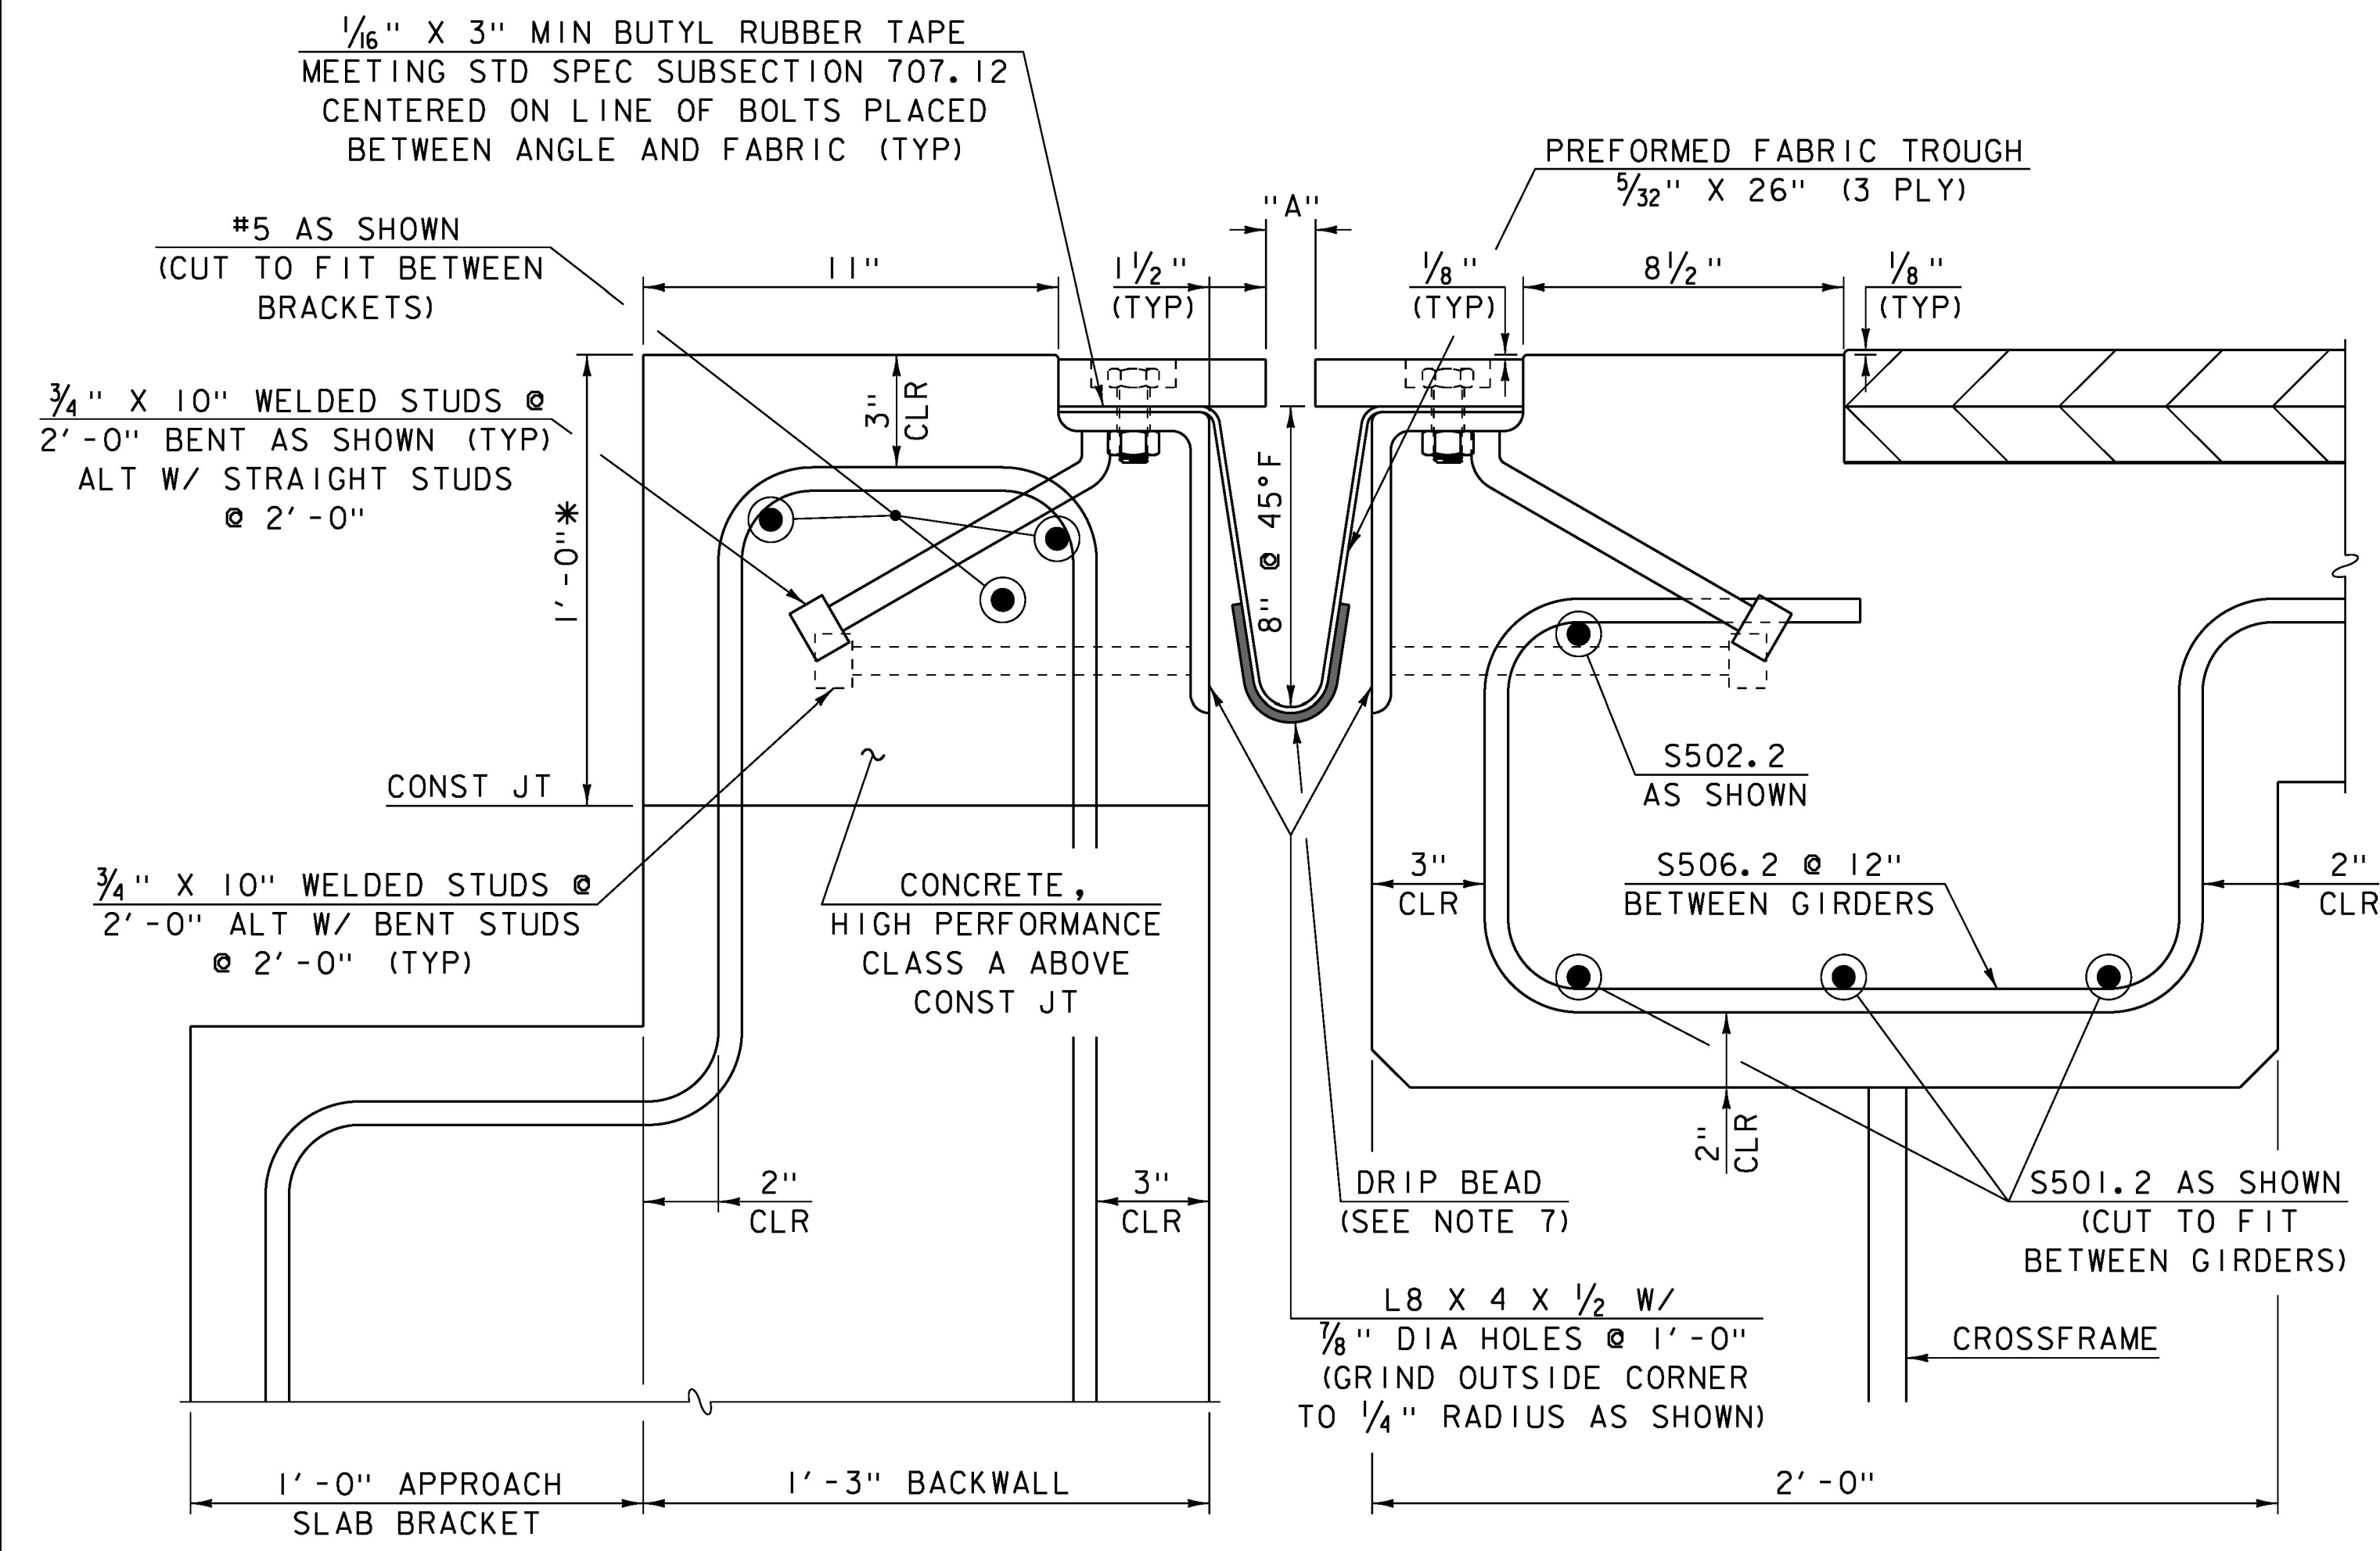 1/16" X 3" MIN BUTYL RUBBER TAPE
MEETING STD SPEC SUBSECTION 707.12
CENTERED ON LINE OF BOLTS PLACED
BETWEEN ANGLE AND FABRIC (TYP)
PREFORMED FABRIC TROUGH
5/32" X 26" (3 PLY)
"A"
#5 AS SHOWN
(CUT TO FIT BETWEEN
BRACKETS)
11"
1 1/2"
(TYP)
1/8"
(TYP)
8 1/2"
1/8"
(TYP)
3/4" X 10" WELDED STUDS @
2'-0" BENT AS SHOWN (TYP)
ALT W/ STRAIGHT STUDS
@ 2'-0"
3"
CLR
1'-0"*
8" @ 45°F
CONST JT
S502.2
AS SHOWN
3/4" X 10" WELDED STUDS @
2'-0" ALT W/ BENT STUDS
@ 2'-0" (TYP)
CONCRETE,
HIGH PERFORMANCE
CLASS A ABOVE
CONST JT
3"
CLR
S506.2 @ 12"
BETWEEN GIRDERS
2"
CLR
2"
CLR
2"
CLR
3"
CLR
DRIP BEAD
(SEE NOTE 7)
S501.2 AS SHOWN
(CUT TO FIT
BETWEEN GIRDERS)
L8 X 4 X 1/2 W/
7/8" DIA HOLES @ 1'-0"
(GRIND OUTSIDE CORNER
TO 1/4" RADIUS AS SHOWN)
CROSSFRAME
1'-0" APPROACH
SLAB BRACKET
1'-3" BACKWALL
2'-0"